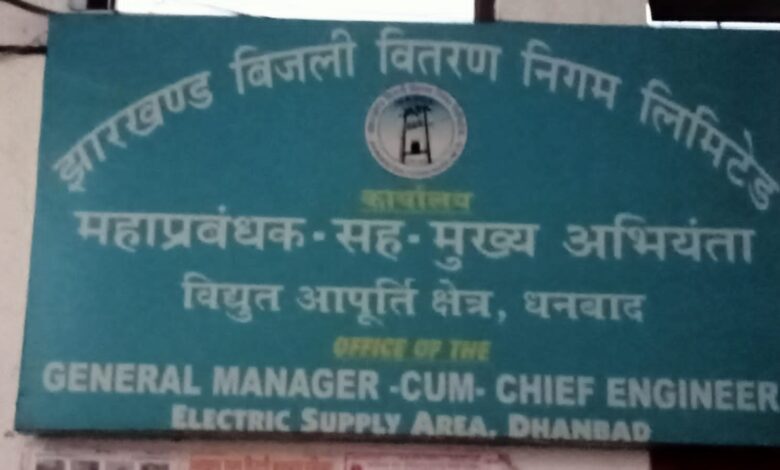 झारखण्ड बिजली वितरण निगम लिमिटेड
कार्यालय
महाप्रबंधक-सह-मुख्य अभियंता
विद्युत आपूर्ति क्षेत्र, धनबाद
OFFICE OF THE
GENERAL MANAGER -CUM- CHIEF ENGINEER
ELECTRIC SUPPLY AREA, DHANBAD